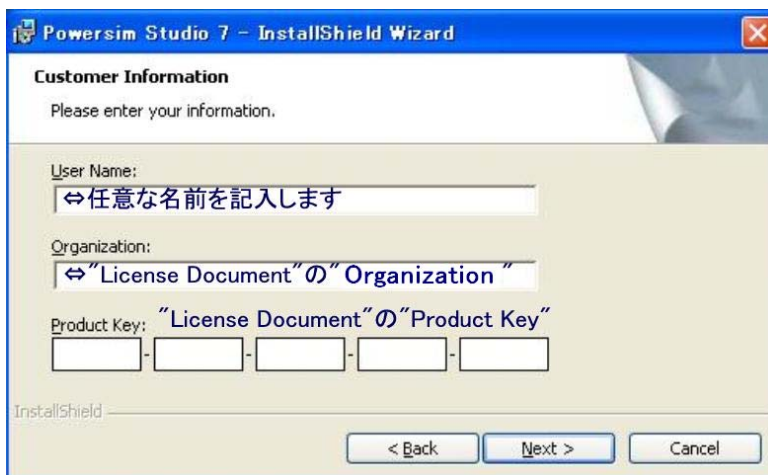 Powersim Studio 7 - InstallShield Wizard
Customer Information
Please enter your information.
User Name:
⇔任意な名前を記入します
Organization:
⇔"License Document"の"Organization "
Product Key: "License Document"の"Product Key"
- - - -
InstallShield
< Back Next > Cancel